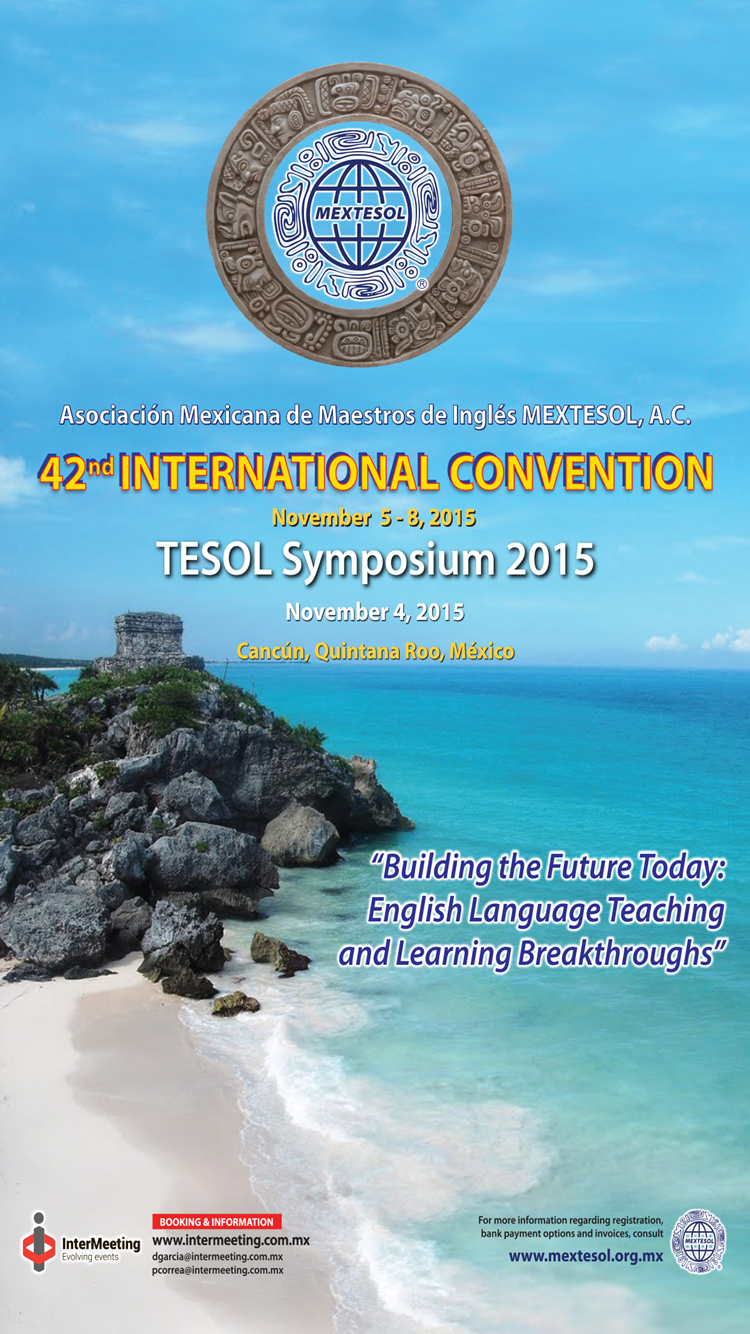 MEXTESOL
®
Asociación Mexicana de Maestros de Inglés MEXTESOL, A.C.
42nd INTERNATIONAL CONVENTION
November 5 - 8, 2015
TESOL Symposium 2015
November 4, 2015
Cancún, Quintana Roo, México
“Building the Future Today:
English Language Teaching
and Learning Breakthroughs”
InterMeeting
Evolving events
BOOKING & INFORMATION
www.intermeeting.com.mx
dgarcia@intermeeting.com.mx
pcorrea@intermeeting.com.mx
For more information regarding registration,
bank payment options and invoices, consult
www.mextesol.org.mx
MEXTESOL